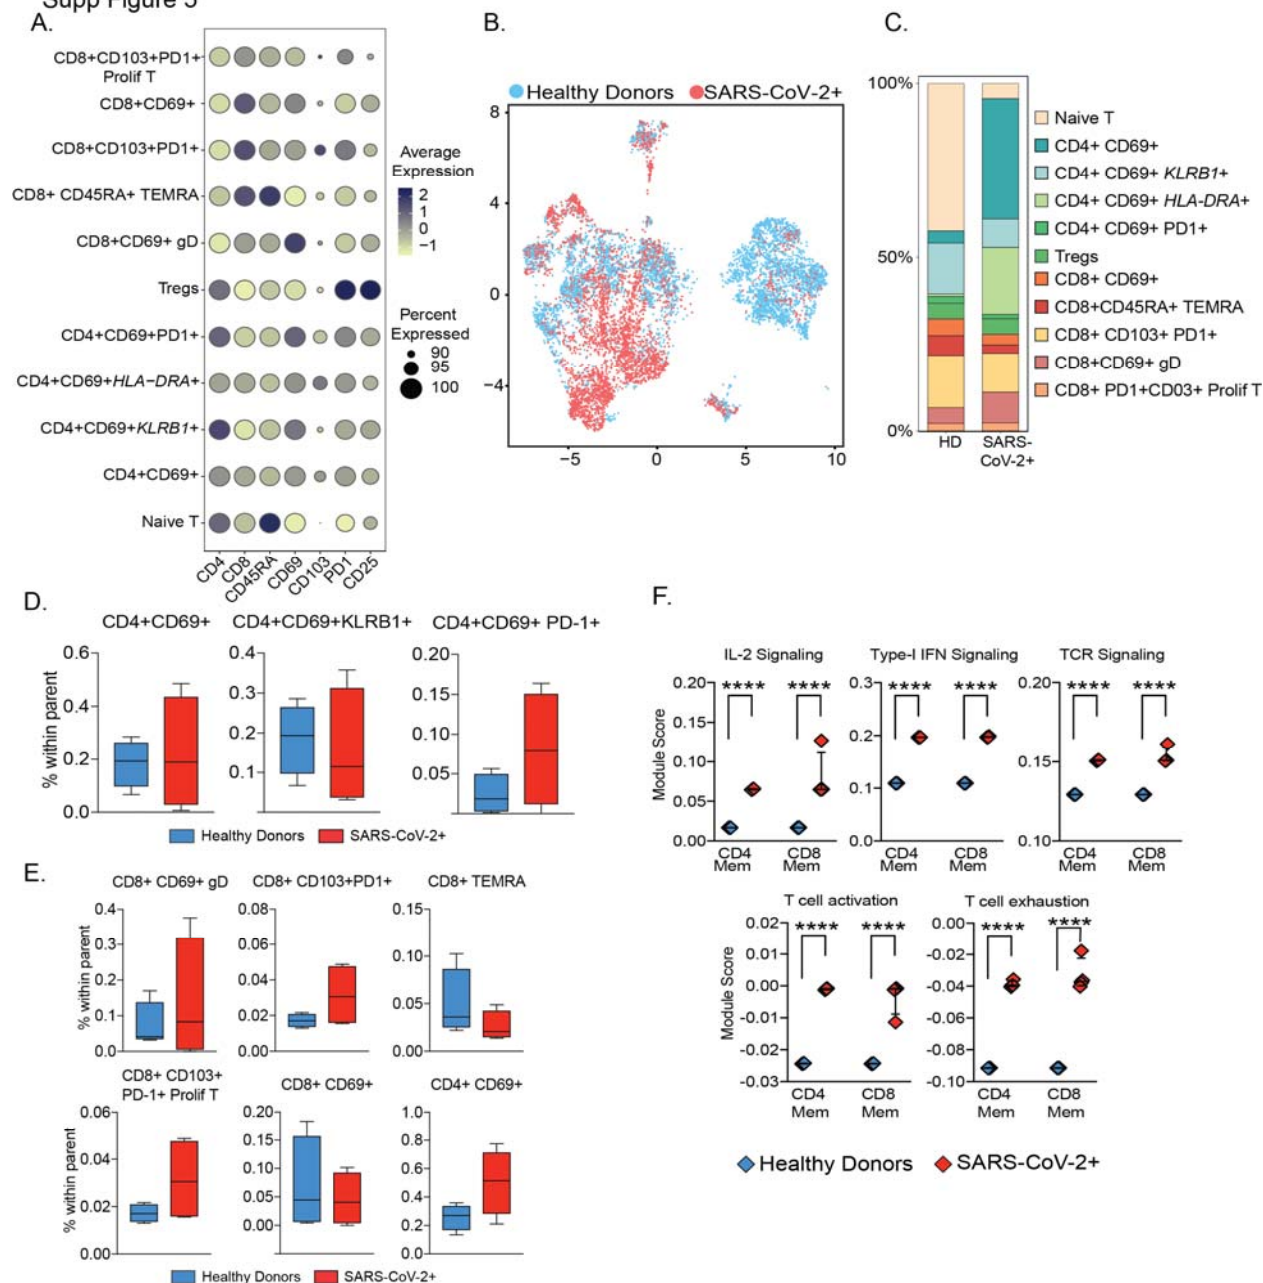 Supp Figure 5
A.
CD8+CD103+PD1+
Prolif T
CD8+CD69+
CD8+CD103+PD1+
CD8+ CD45RA+ TEMRA
CD8+CD69+ gD
Tregs
CD4+CD69+PD1+
CD4+CD69+HLA−DRA+
CD4+CD69+KLRB1+
CD4+CD69+
Naive T
CD4
CD8
CD45RA
CD69
CD103
PD1
CD25
Average
Expression
2
1
0
−1
Percent
Expressed
90
95
100
B.
Healthy Donors
SARS-CoV-2+
8
4
0
−4
−5
0
5
10
C.
100%
50%
0%
HD
SARS-
CoV-2+
Naive T
CD4+ CD69+
CD4+ CD69+ KLRB1+
CD4+ CD69+ HLA-DRA+
CD4+ CD69+ PD1+
Tregs
CD8+ CD69+
CD8+CD45RA+ TEMRA
CD8+ CD103+ PD1+
CD8+CD69+ gD
CD8+ PD1+CD03+ Prolif T
D.
CD4+CD69+
% within parent
0.6
0.4
0.2
0.0
CD4+CD69+KLRB1+
0.4
0.3
0.2
0.1
CD4+CD69+ PD-1+
0.20
0.15
0.10
0.05
Healthy Donors
SARS-CoV-2+
E.
CD8+ CD69+ gD
% within parent
0.4
0.3
0.2
0.1
0.0
CD8+ CD103+PD1+
0.08
0.06
0.04
0.02
0.00
CD8+ TEMRA
0.15
0.10
0.05
0.00
CD8+ CD103+
PD-1+ Prolif T
% within parent
0.06
0.04
0.02
0.00
CD8+ CD69+
0.20
0.15
0.10
0.05
0.00
CD4+ CD69+
1.0
0.8
0.6
0.4
0.2
0.0
Healthy Donors
SARS-CoV-2+
F.
IL-2 Signaling
Module Score
0.20
0.15
0.10
0.05
0.00
****
****
CD4
Mem
CD8
Mem
Type-I IFN Signaling
0.3
0.2
0.1
0.0
****
****
CD4
Mem
CD8
Mem
TCR Signaling
0.20
0.15
0.10
****
****
CD4
Mem
CD8
Mem
T cell activation
Module Score
0.02
0.01
0.00
-0.01
-0.02
-0.03
****
****
CD4
Mem
CD8
Mem
T cell exhaustion
0.00
-0.02
-0.04
-0.06
-0.08
-0.10
****
****
CD4
Mem
CD8
Mem
Healthy Donors
SARS-CoV-2+